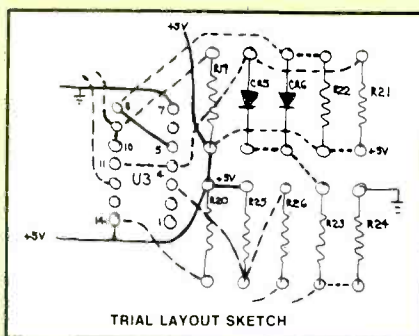 +5V
R19
CR5
CR6
R22
R21
8
7
10
5
11
4
U3
+5V
+5V
R20
R25
R26
R23
R24
14
1
+5V
TRIAL LAYOUT SKETCH